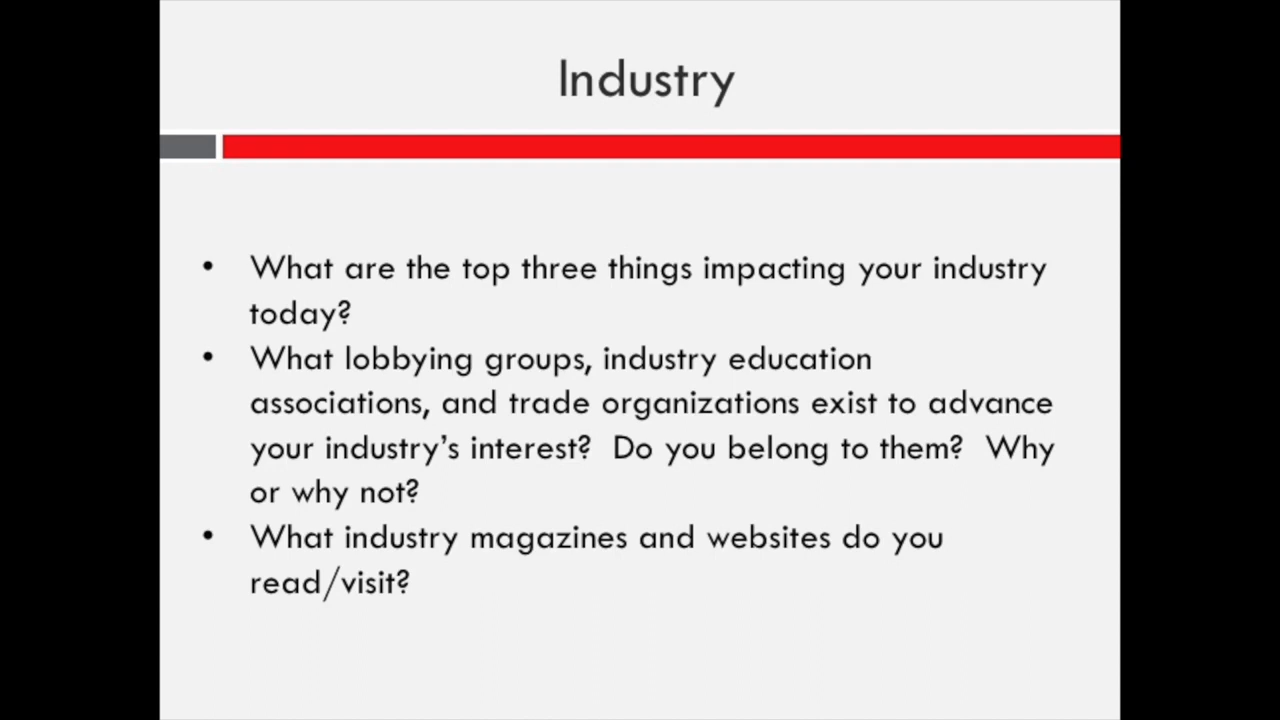 Industry
• What are the top three things impacting your industry
today?
• What lobbying groups, industry education
associations, and trade organizations exist to advance
your industry’s interest?  Do you belong to them?  Why
or why not?
• What industry magazines and websites do you
read/visit?